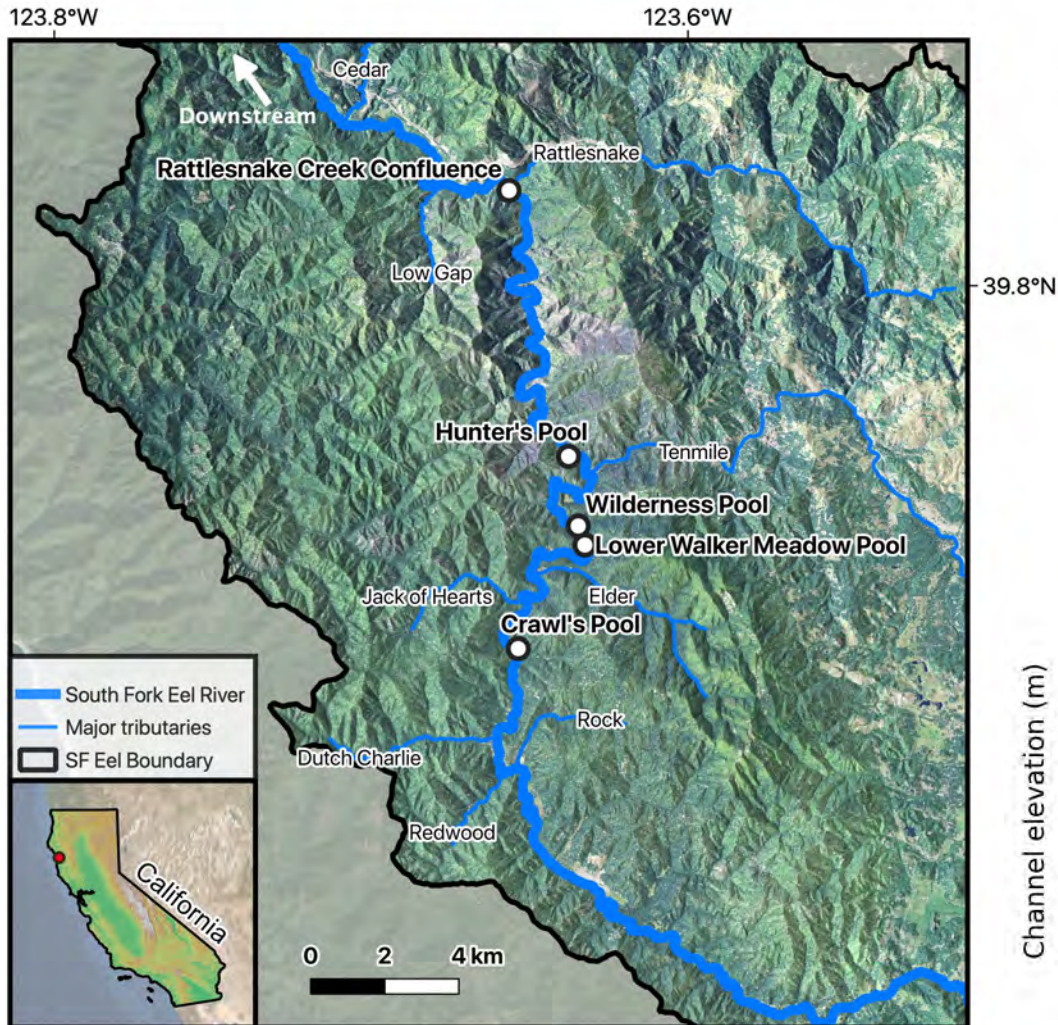 123.8°W
123.6°W
Cedar
Downstream
Rattlesnake
Rattlesnake Creek Confluence
Low Gap
39.8°N
Hunter's Pool
Tenmile
Wilderness Pool
Lower Walker Meadow Pool
Jack of Hearts
Elder
Crawl's Pool
South Fork Eel River
Major tributaries
SF Eel Boundary
Rock
Dutch Charlie
Redwood
California
0 2 4 km
Channel elevation (m)